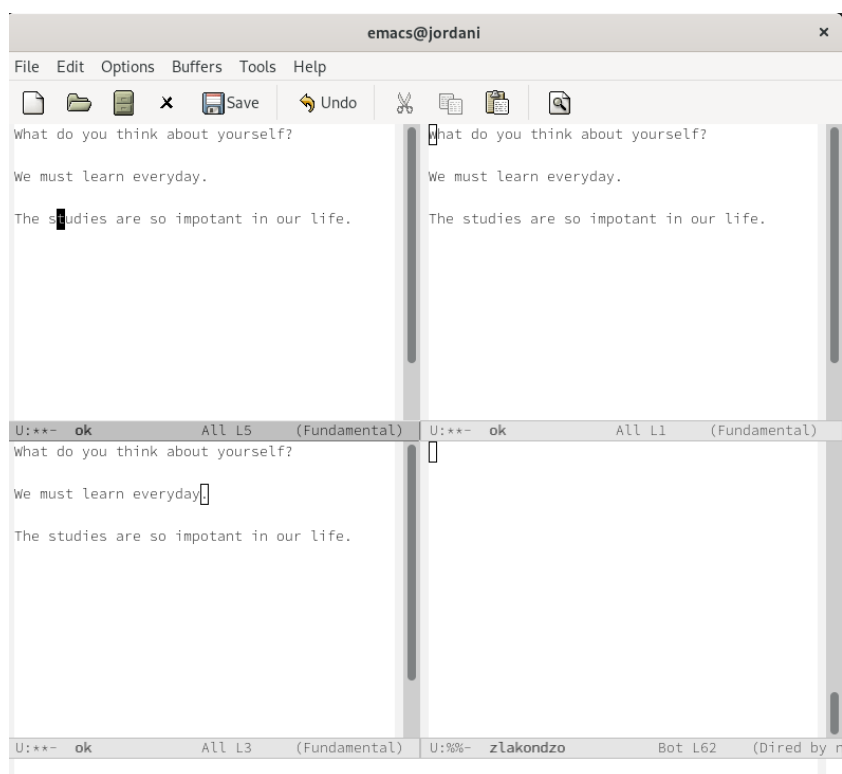 emacs@jordani ×
File Edit Options Buffers Tools Help
Save Undo
What do you think about yourself?
We must learn everyday.
The studies are so impotant in our life.
U:**- ok All L5 (Fundamental)
What do you think about yourself?
We must learn everyday.
The studies are so impotant in our life.
U:**- ok All L1 (Fundamental)
What do you think about yourself?
We must learn everyday.
The studies are so impotant in our life.
U:**- ok All L3 (Fundamental)
U:%%- zlakondzo Bot L62 (Dired by n